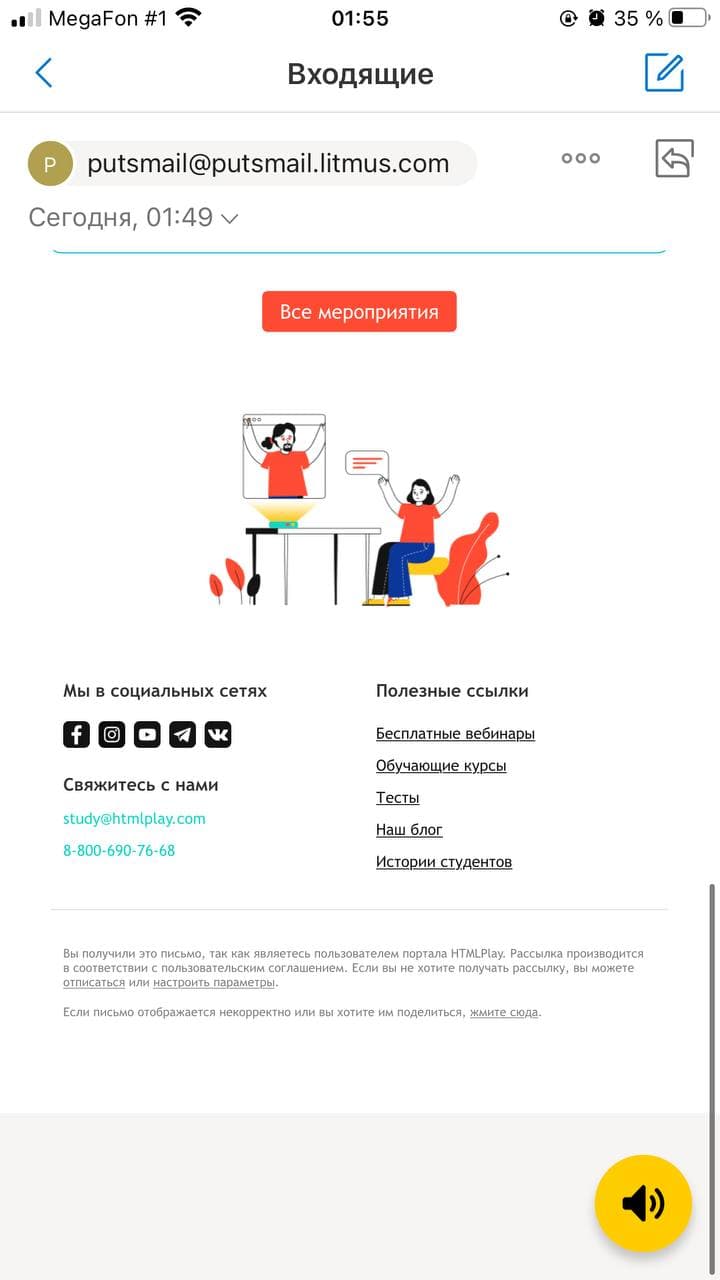 MegaFon #1
01:55
35 %
Входящие
P
putsmail@putsmail.litmus.com
Сегодня, 01:49
Все мероприятия
Мы в социальных сетях
Свяжитесь с нами
study@htmlplay.com
8-800-690-76-68
Полезные ссылки
Бесплатные вебинары
Обучающие курсы
Тесты
Наш блог
Истории студентов
Вы получили это письмо, так как являетесь пользователем портала HTMLPlay. Рассылка производится
в соответствии с пользовательским соглашением. Если вы не хотите получать рассылку, вы можете
отписаться или настроить параметры.
Если письмо отображается некорректно или вы хотите им поделиться, жмите сюда.